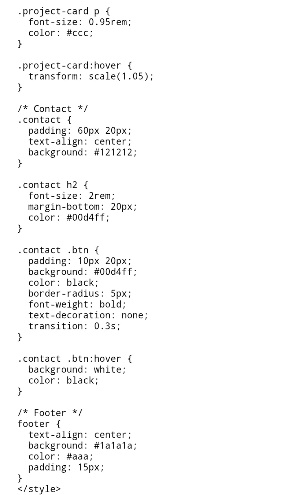 .project-card p {
  font-size: 0.95rem;
  color: #ccc;
}

.project-card:hover {
  transform: scale(1.05);
}

/* Contact */
.contact {
  padding: 60px 20px;
  text-align: center;
  background: #121212;
}

.contact h2 {
  font-size: 2rem;
  margin-bottom: 20px;
  color: #00d4ff;
}

.contact .btn {
  padding: 10px 20px;
  background: #00d4ff;
  color: black;
  border-radius: 5px;
  font-weight: bold;
  text-decoration: none;
  transition: 0.3s;
}

.contact .btn:hover {
  background: white;
  color: black;
}

/* Footer */
footer {
  text-align: center;
  background: #1a1a1a;
  color: #aaa;
  padding: 15px;
}
</style>